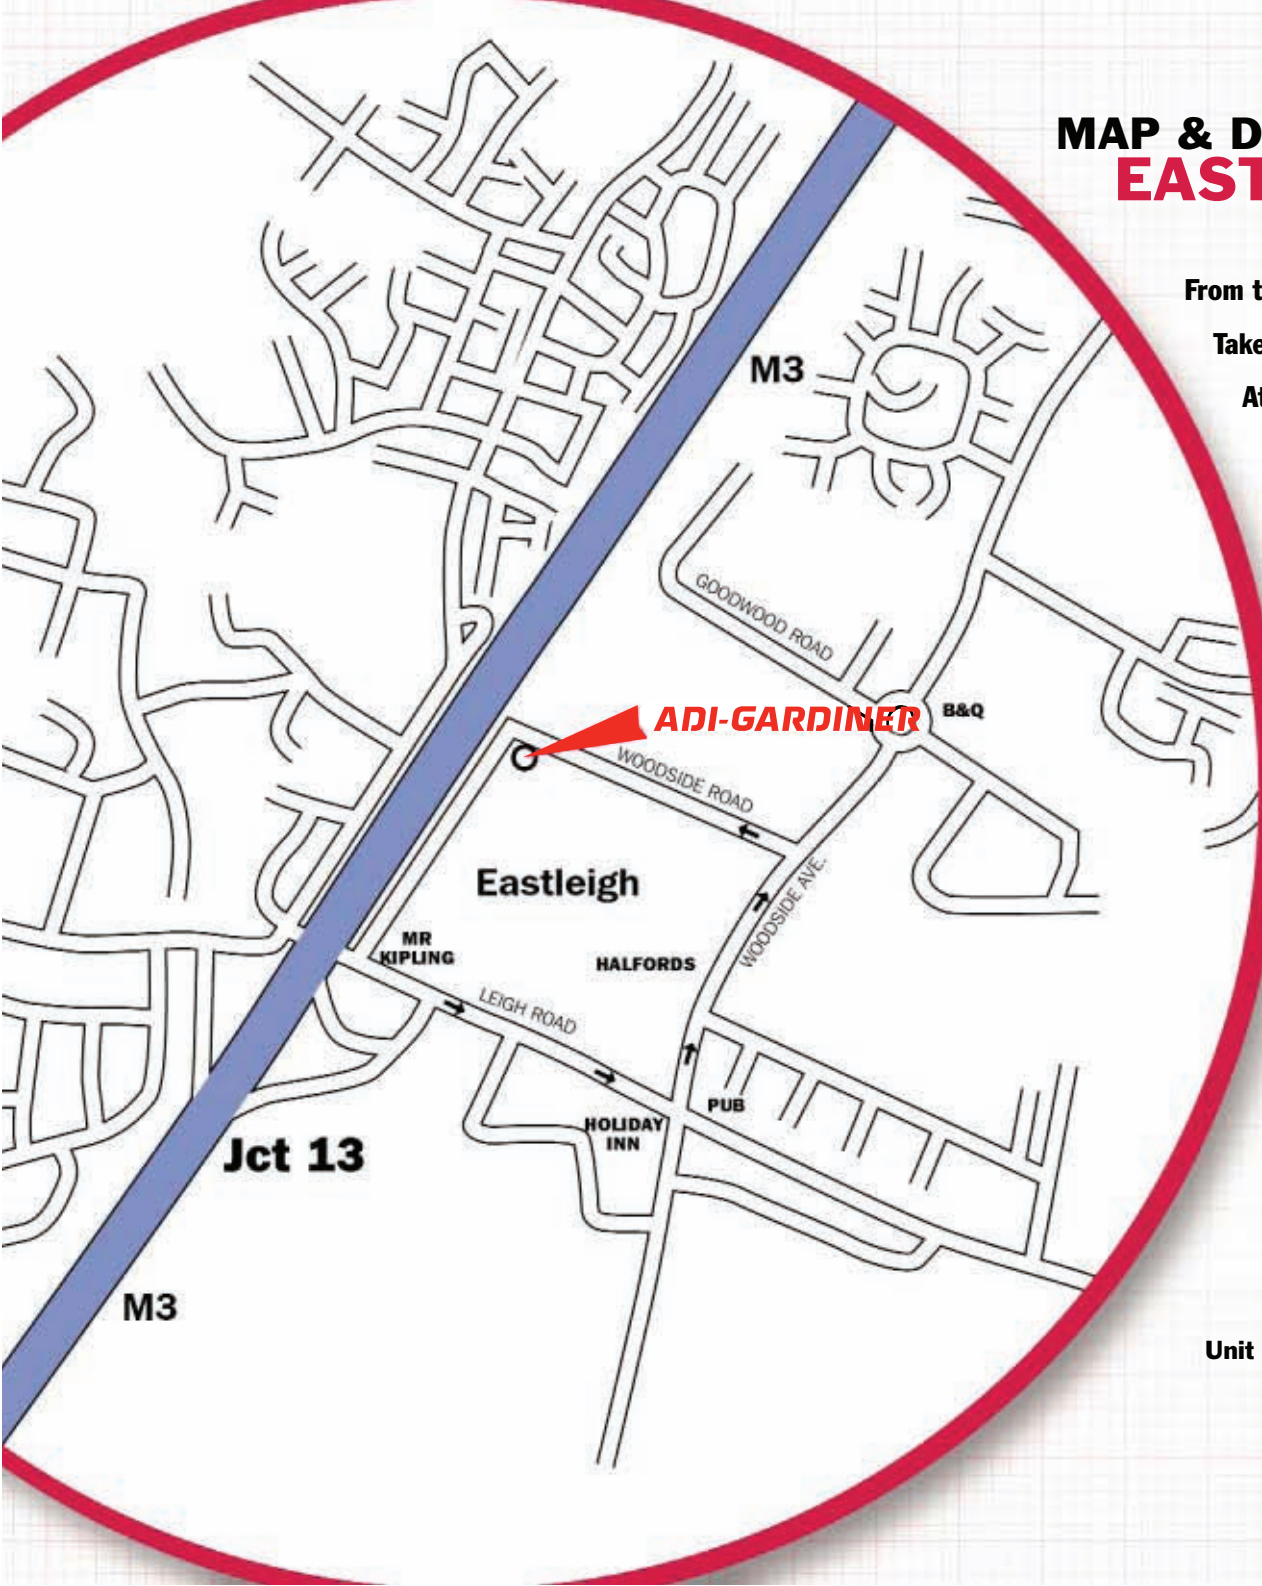 MAP & D
EAST
From t
Take
At
M3
GOODWOOD ROAD
B&Q
ADI-GARDINER
WOODSIDE ROAD
Eastleigh
WOODSIDE AVE.
MR
KIPLING
HALFORDS
LEIGH ROAD
PUB
HOLIDAY
INN
Jct 13
M3
Unit